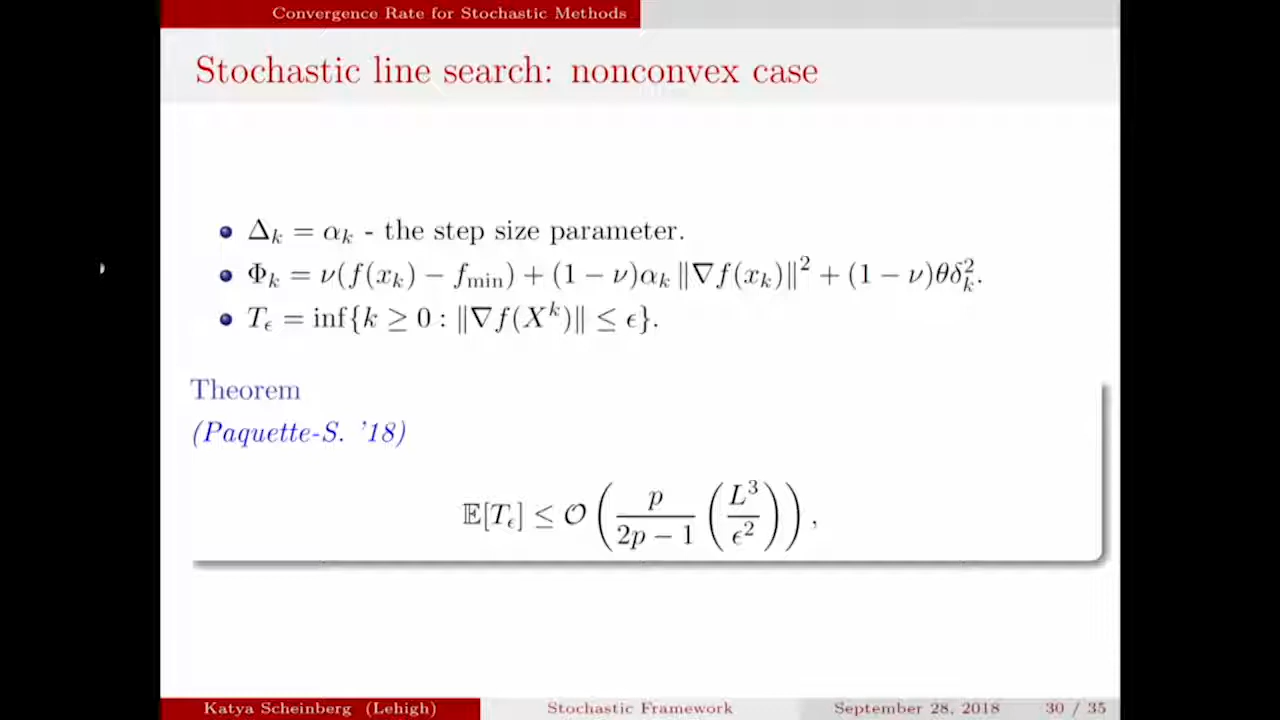 Convergence Rate for Stochastic Methods
Stochastic line search: nonconvex case
Δ_k = α_k - the step size parameter.
Φ_k = ν(f(x_k) − f_min) + (1 − ν)α_k ‖∇f(x_k)‖² + (1 − ν)θδ_k².
T_ϵ = inf{k ≥ 0 : ‖∇f(X^k)‖ ≤ ϵ}.
Theorem
(Paquette-S. '18)
𝔼[T_ϵ] ≤ 𝒪 ( p / (2p − 1) ( L³ / ϵ² ) ) ,
Katya Scheinberg (Lehigh) Stochastic Framework September 28, 2018 30 / 35